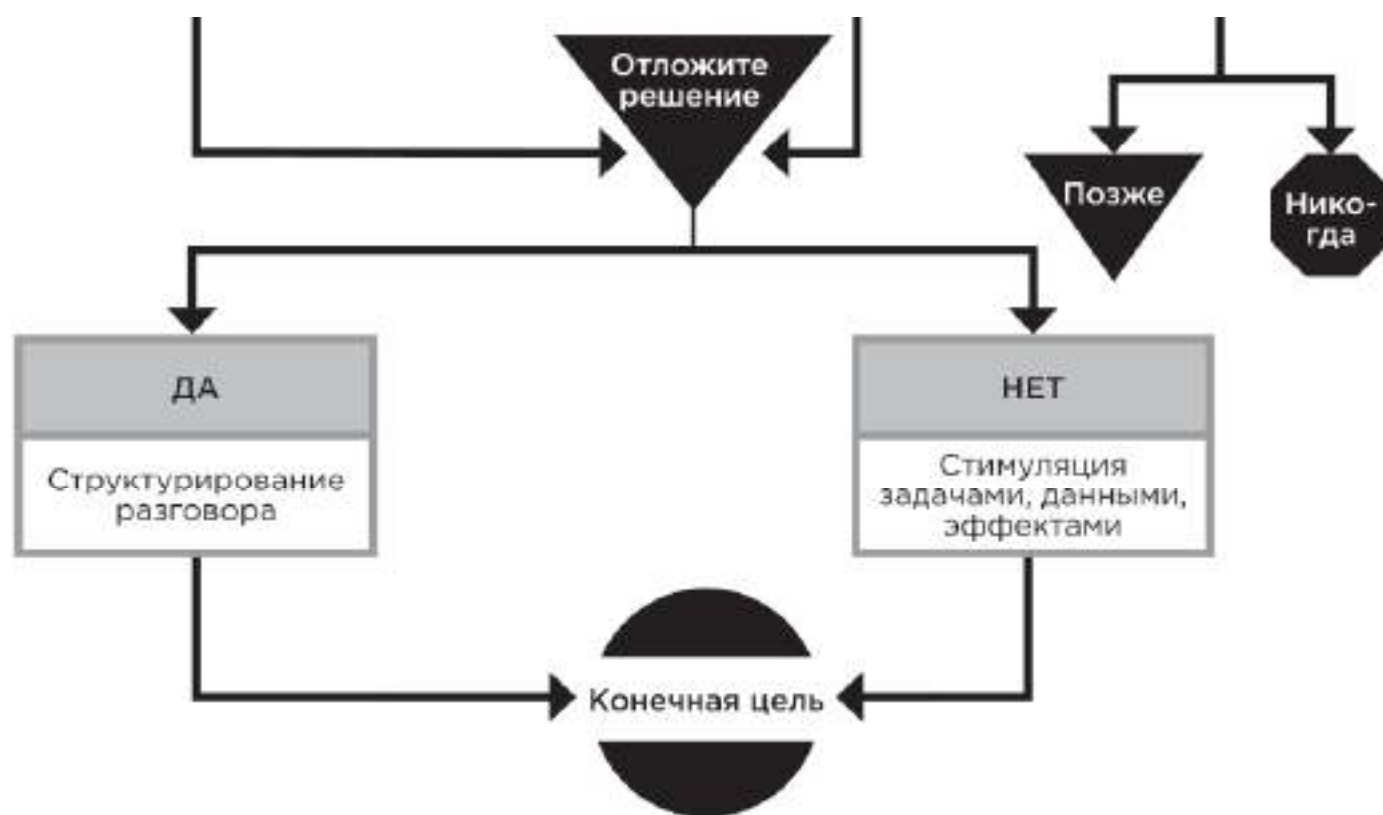 Отложите
решение
Позже
Нико-
гда
ДА
Структурирование
разговора
НЕТ
Стимуляция
задачами, данными,
эффектами
Конечная цель